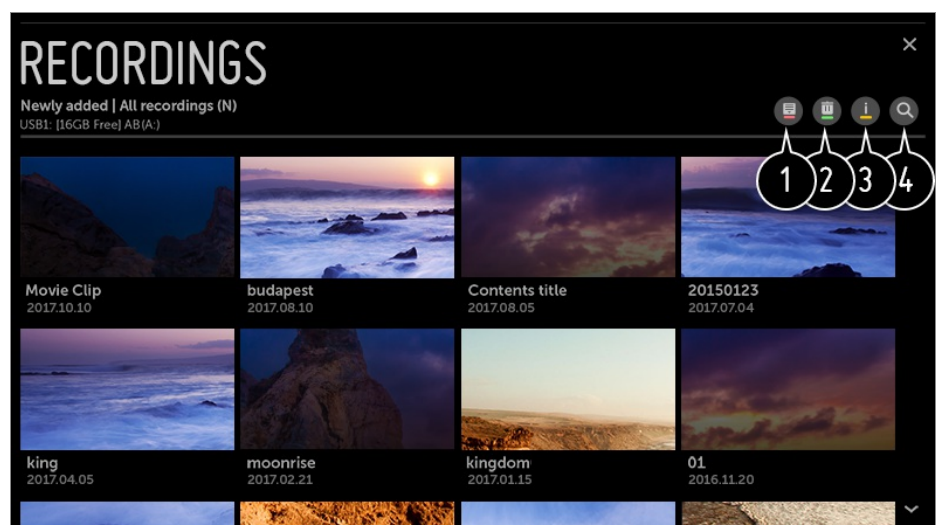 RECORDINGS
Newly added | All recordings (N)
USB1: [16GB Free] AB(A:)
1 2 3 4
Movie Clip
2017.10.10
budapest
2017.08.10
Contents title
2017.08.05
20150123
2017.07.04
king
2017.04.05
moonrise
2017.02.21
kingdom
2017.01.15
01
2016.11.20